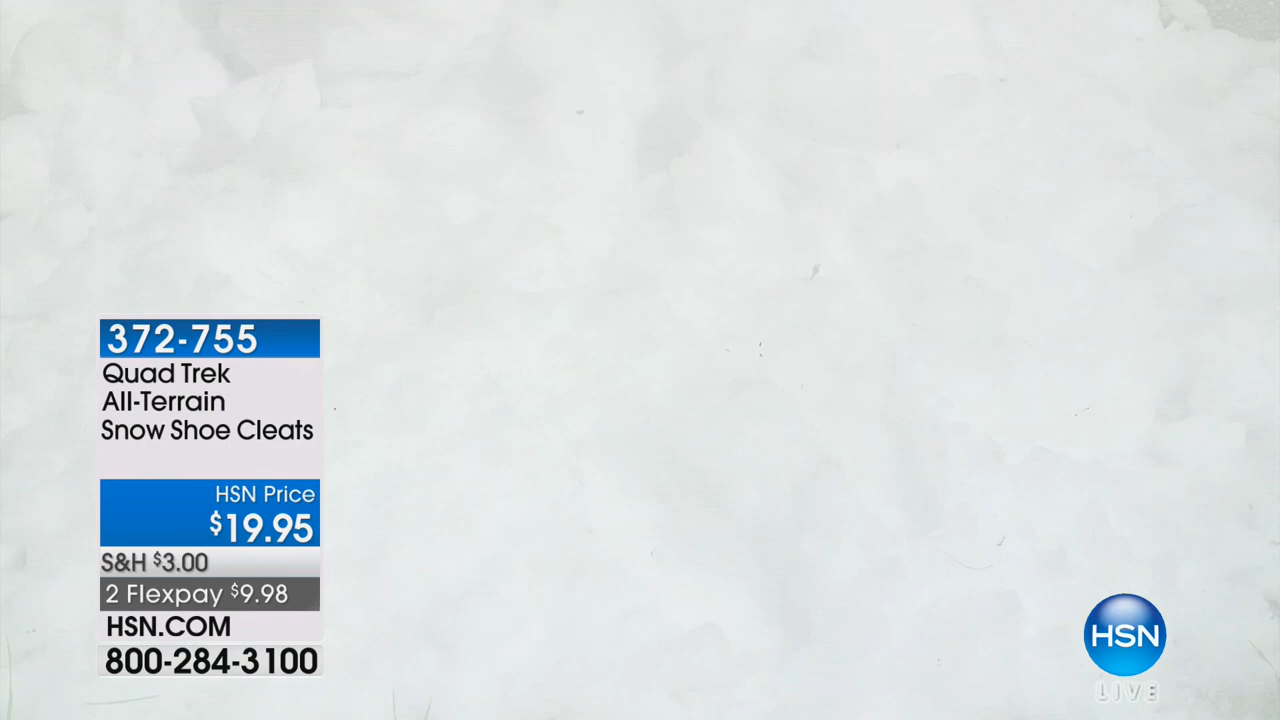 372-755
Quad Trek
All-Terrain
Snow Shoe Cleats
HSN Price
$19.95
S&H $3.00
2 Flexpay $9.98
HSN.COM
800-284-3100
HSN
LIVE